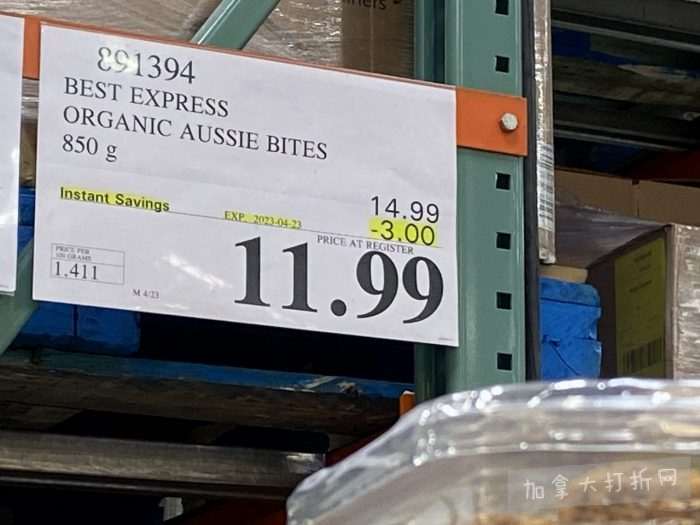 891394
BEST EXPRESS
ORGANIC AUSSIE BITES
850 g
Instant Savings
EXP. 2023-04-23
14.99
-3.00
PRICE AT REGISTER
11.99
PRICE PER
100 GRAMS
1.411
M 4/23
加拿大打折网